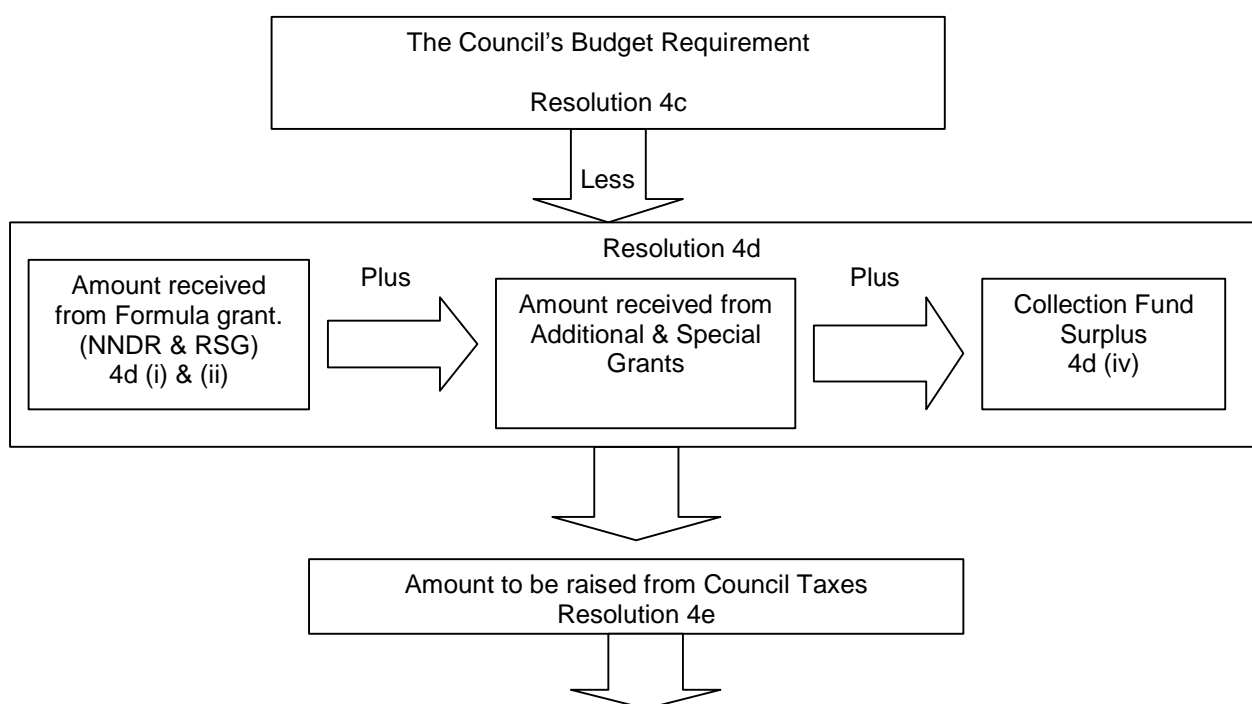 The Council’s Budget Requirement
Resolution 4c
Less
Resolution 4d
Amount received
from Formula grant.
(NNDR & RSG)
4d (i) & (ii)
Plus
Amount received from
Additional & Special
Grants
Plus
Collection Fund
Surplus
4d (iv)
Amount to be raised from Council Taxes
Resolution 4e